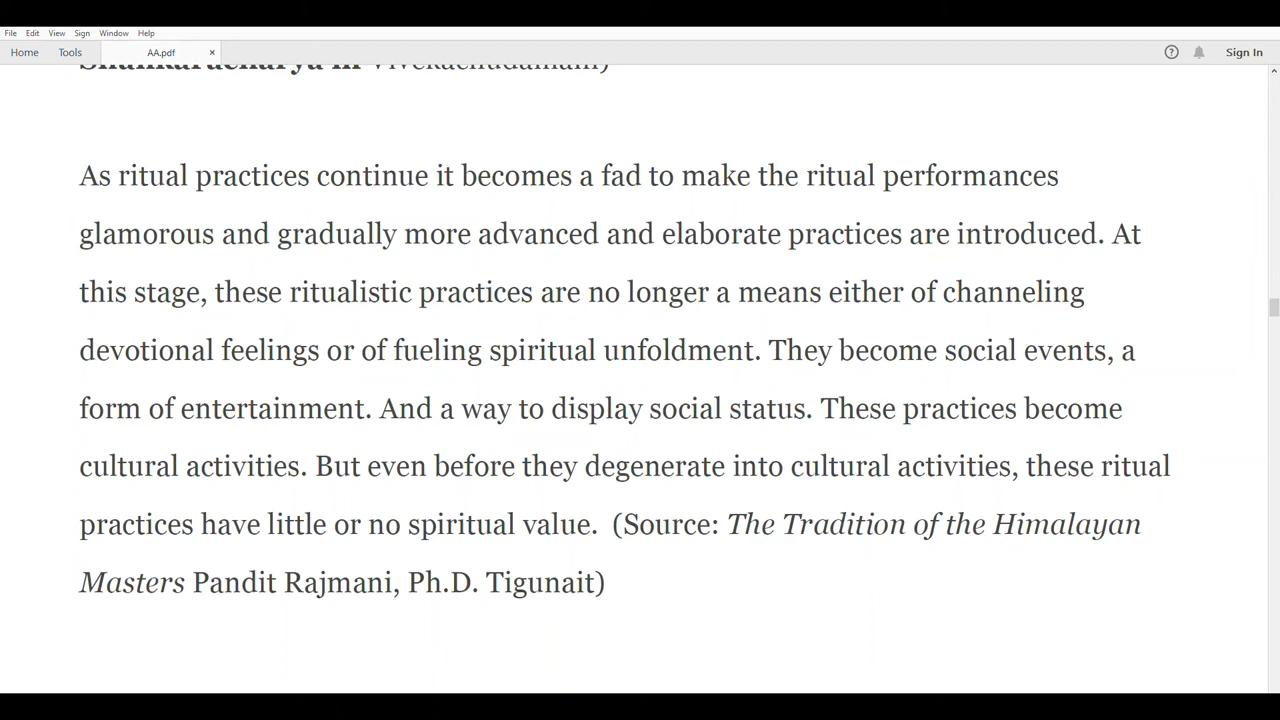 File Edit View Sign Window Help
Home Tools AA.pdf × ? Sign In
Shankaracharya in Vivekachudamani)
As ritual practices continue it becomes a fad to make the ritual performances
glamorous and gradually more advanced and elaborate practices are introduced. At
this stage, these ritualistic practices are no longer a means either of channeling
devotional feelings or of fueling spiritual unfoldment. They become social events, a
form of entertainment. And a way to display social status. These practices become
cultural activities. But even before they degenerate into cultural activities, these ritual
practices have little or no spiritual value.  (Source: The Tradition of the Himalayan
Masters Pandit Rajmani, Ph.D. Tigunait)